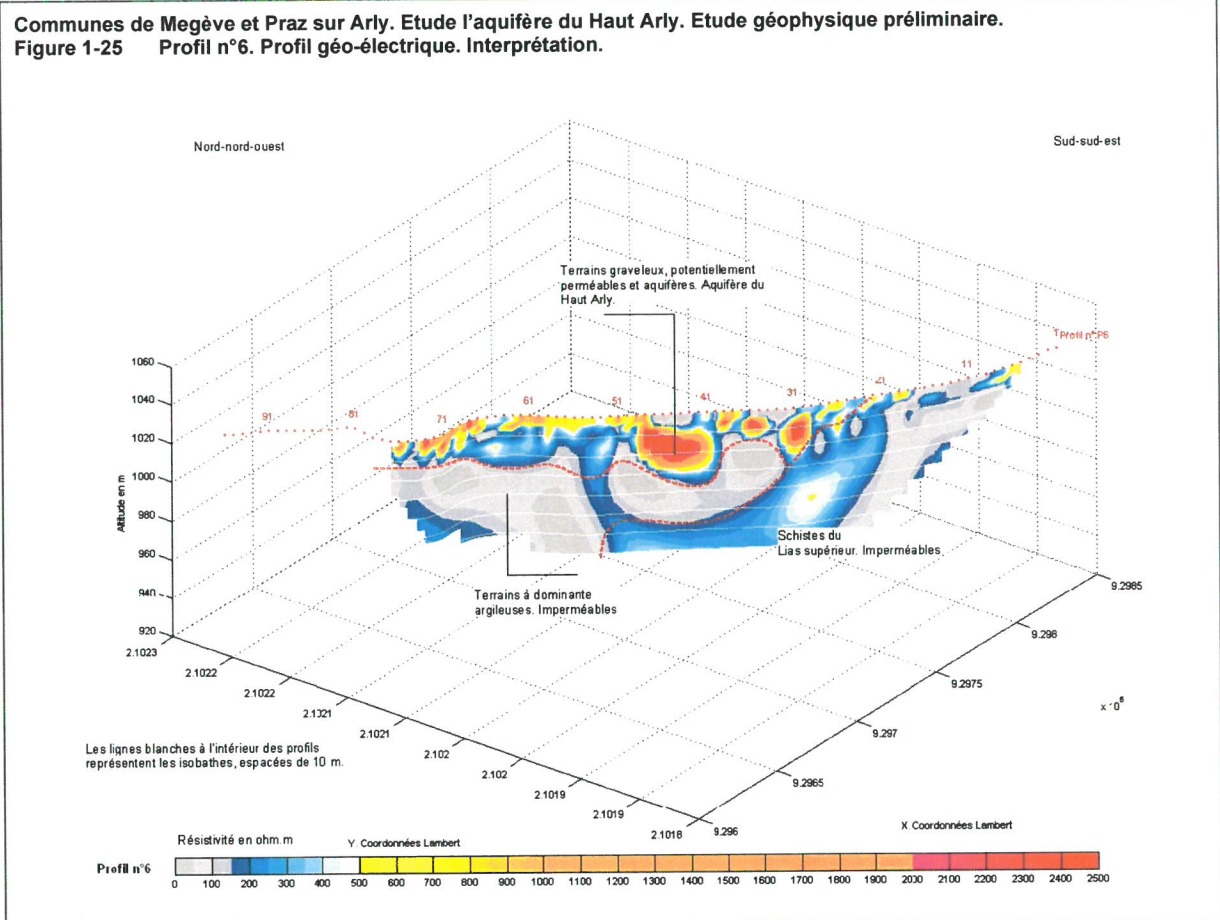 Communes de Megève et Praz sur Arly. Etude l'aquifère du Haut Arly. Etude géophysique préliminaire.
Figure 1-25 Profil n°6. Profil géo-électrique. Interprétation.
Nord-nord-ouest
Sud-sud-est
Terrains graveleux, potentiellement
perméables et aquifères. Aquifère du
Haut Arly.
1 Profil n° P6
11
21
31
41
51
61
71
81
91
1060
1040
1020
1000
980
960
940
920
Altitude en m
Schistes du
Lias supérieur. Imperméables
Terrains à dominante
argileuses. Imperméables
2.1023
2.1022
2.1022
2.1021
2.1021
2.102
2.102
2.1019
2.1019
2.1018
9.2985
9.298
9.2975
9.297
9.2965
9.296
Les lignes blanches à l'intérieur des profils
représentent les isobathes, espacées de 10 m.
Résistivité en ohm.m
Y Coordonnées Lambert
X Coordonnées Lambert
Profil n°6
0 100 200 300 400 500 600 700 800 900 1000 1100 1200 1300 1400 1500 1600 1700 1800 1900 2000 2100 2200 2300 2400 2500